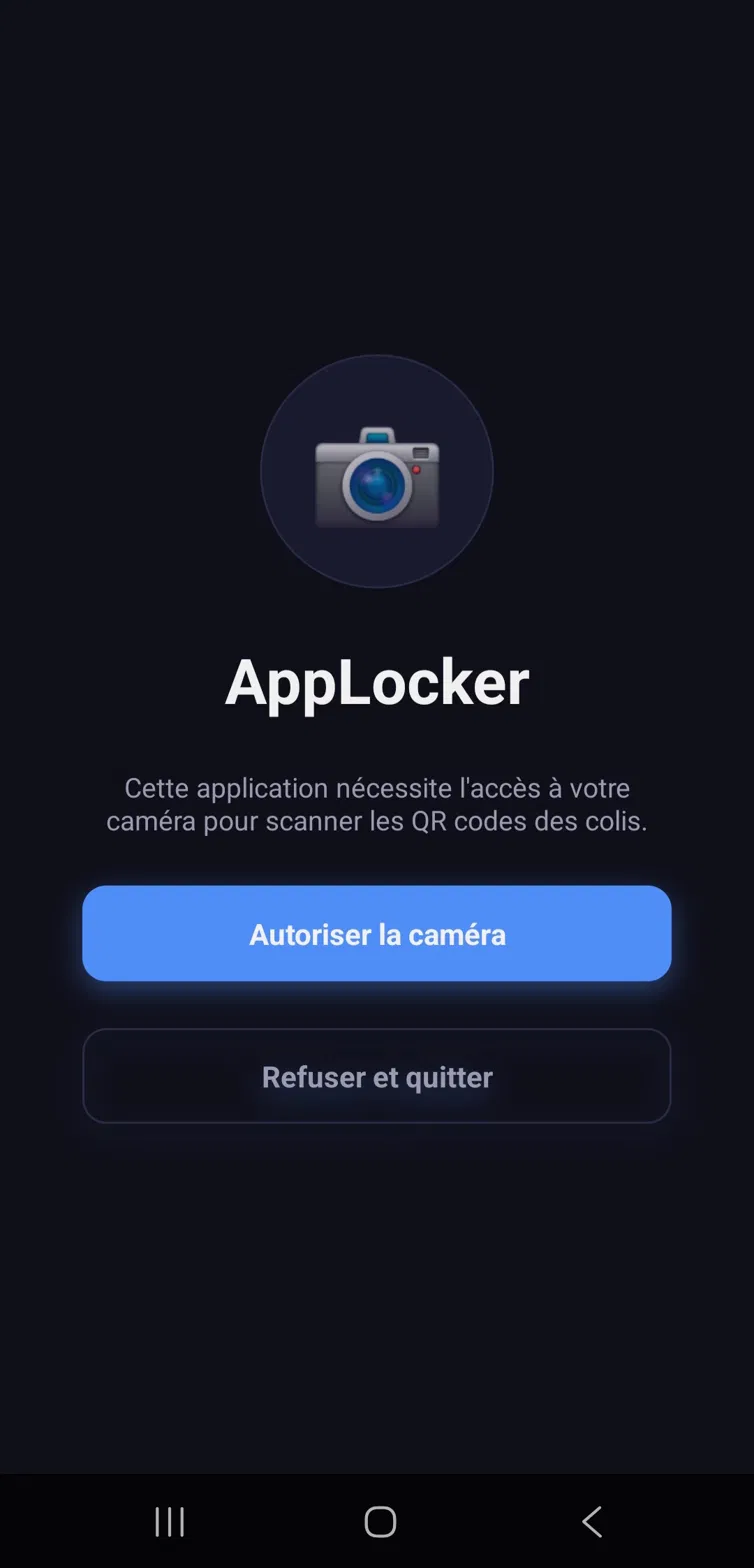 AppLocker
Cette application nécessite l'accès à votre
caméra pour scanner les QR codes des colis.
Autoriser la caméra
Refuser et quitter